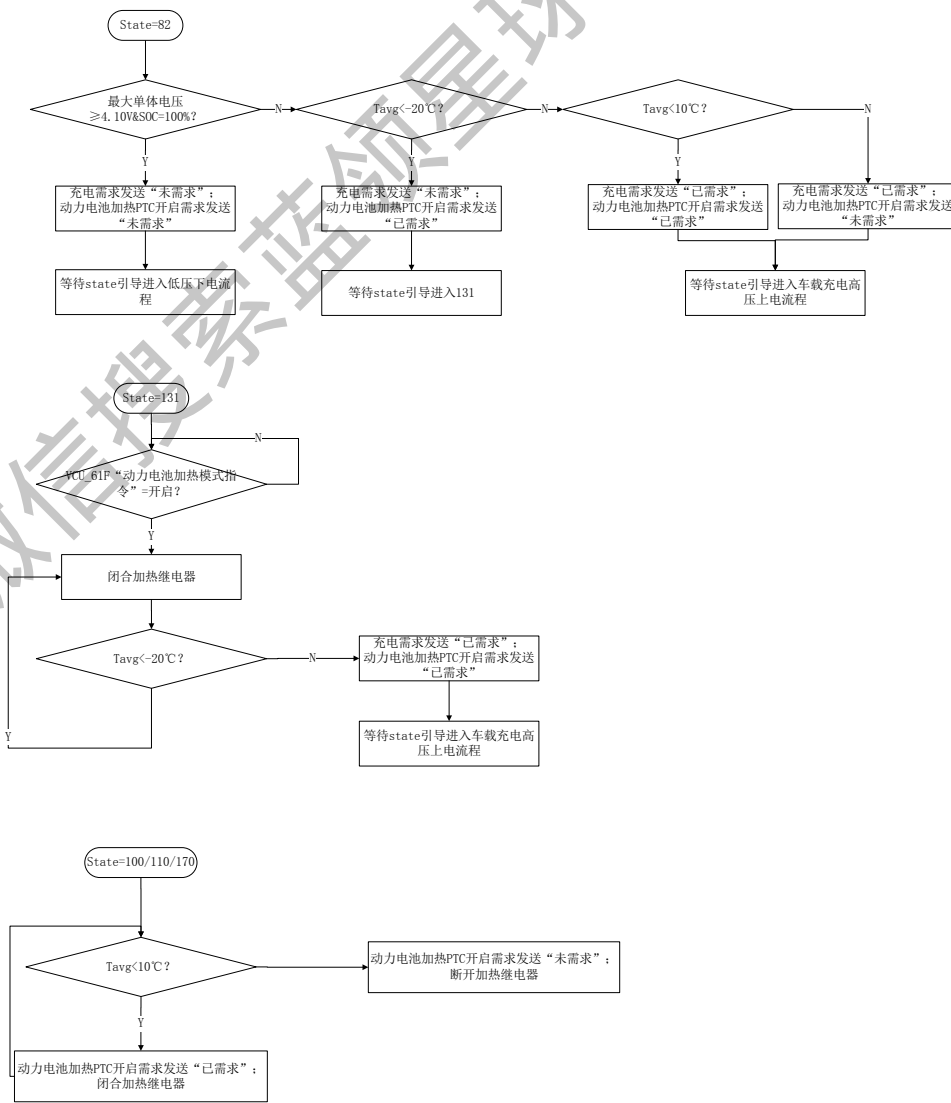 State=82
最大单体电压
≥4.10V&SOC=100%?
N
Tavg<-20℃?
N
Tavg<10℃?
N
Y
Y
Y
充电需求发送“未需求”;
动力电池加热PTC开启需求发送
“未需求”
充电需求发送“未需求”;
动力电池加热PTC开启需求发送
“已需求”
充电需求发送“已需求”;
动力电池加热PTC开启需求发送
“已需求”
充电需求发送“已需求”;
动力电池加热PTC开启需求发送
“未需求”
等待state引导进入低压下电流
程
等待state引导进入131
等待state引导进入车载充电高
压上电流程
State=131
N
VCU_61F“动力电池加热模式指
令”=开启?
Y
闭合加热继电器
Tavg<-20℃?
N
充电需求发送“已需求”;
动力电池加热PTC开启需求发送
“已需求”
Y
等待state引导进入车载充电高
压上电流程
State=100/110/170
Tavg<10℃?
动力电池加热PTC开启需求发送“未需求”;
断开加热继电器
Y
动力电池加热PTC开启需求发送“已需求”;
闭合加热继电器
微信搜索蓝领星球